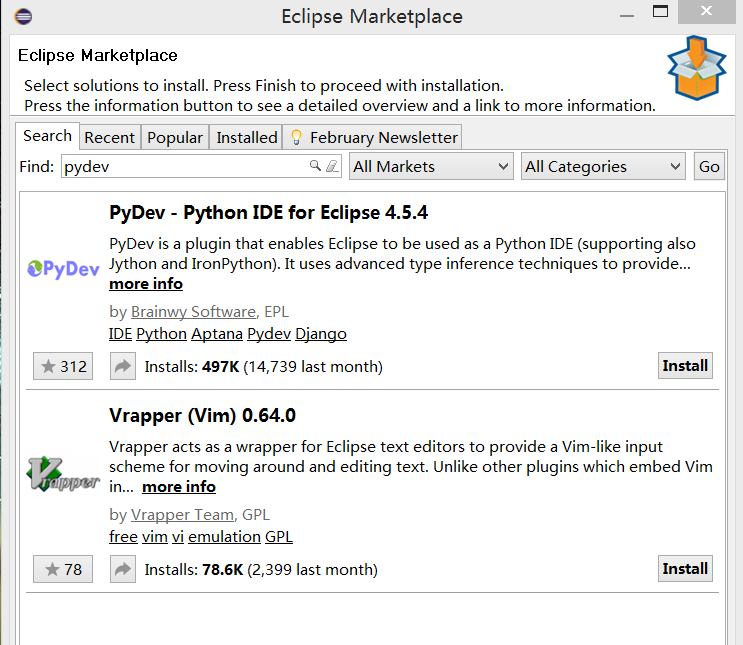 Eclipse Marketplace
Eclipse Marketplace
Select solutions to install. Press Finish to proceed with installation.
Press the information button to see a detailed overview and a link to more information.
Search Recent Popular Installed February Newsletter
Find: pydev All Markets All Categories Go
PyDev - Python IDE for Eclipse 4.5.4
PyDev is a plugin that enables Eclipse to be used as a Python IDE (supporting also
Jython and IronPython). It uses advanced type inference techniques to provide...
more info
PyDev
by Brainwy Software, EPL
IDE Python Aptana Pydev Django
312 Installs: 497K (14,739 last month) Install
Vrapper (Vim) 0.64.0
Vrapper acts as a wrapper for Eclipse text editors to provide a Vim-like input
scheme for moving around and editing text. Unlike other plugins which embed Vim
in... more info
Vrapper
by Vrapper Team, GPL
free vim vi emulation GPL
78 Installs: 78.6K (2,399 last month) Install